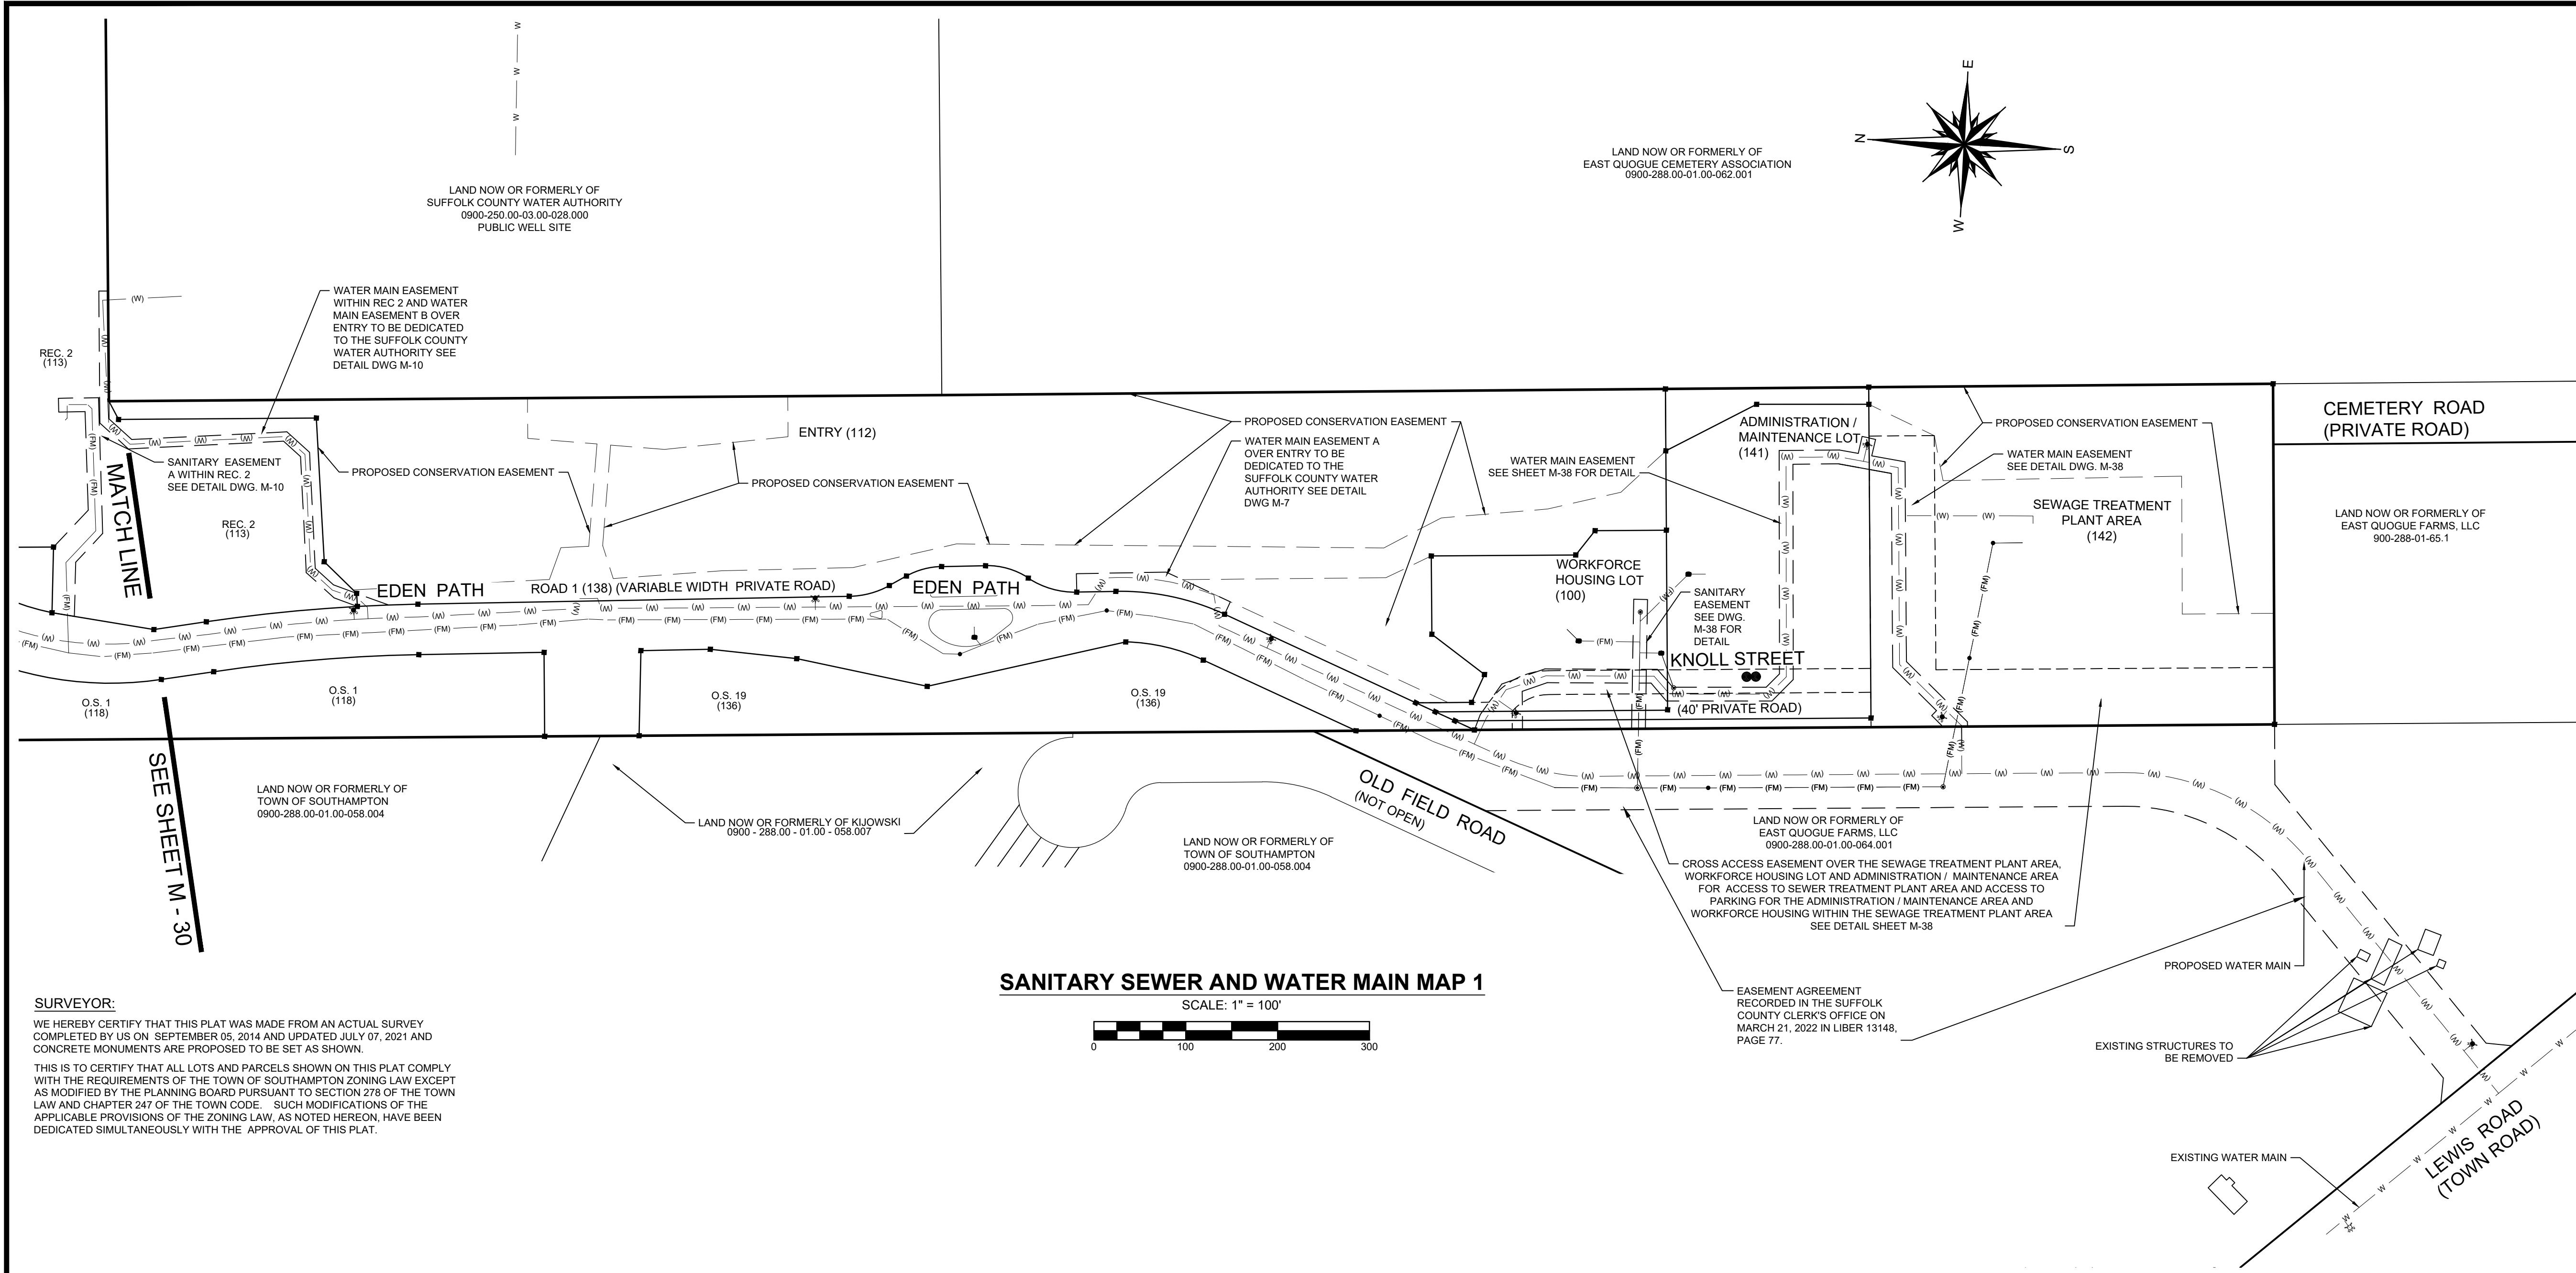 LAND NOW OR FORMERLY OF
SUFFOLK COUNTY WATER AUTHORITY
0900-250.00-03.00-028.000
PUBLIC WELL SITE
LAND NOW OR FORMERLY OF
EAST QUOGUE CEMETERY ASSOCIATION
0900-288.00-01.00-062.001
E
N
S
W
WATER MAIN EASEMENT
WITHIN REC 2 AND WATER
MAIN EASEMENT B OVER
ENTRY TO BE DEDICATED
TO THE SUFFOLK COUNTY
WATER AUTHORITY SEE
DETAIL DWG M-10
REC. 2
(113)
SANITARY EASEMENT
A WITHIN REC. 2
SEE DETAIL DWG. M-10
MATCH LINE
REC. 2
(113)
PROPOSED CONSERVATION EASEMENT
ENTRY (112)
PROPOSED CONSERVATION EASEMENT
PROPOSED CONSERVATION EASEMENT
WATER MAIN EASEMENT A
OVER ENTRY TO BE
DEDICATED TO THE
SUFFOLK COUNTY WATER
AUTHORITY SEE DETAIL
DWG M-7
WATER MAIN EASEMENT
SEE SHEET M-38 FOR DETAIL
ADMINISTRATION /
MAINTENANCE LOT
(141)
PROPOSED CONSERVATION EASEMENT
WATER MAIN EASEMENT
SEE DETAIL DWG. M-38
SEWAGE TREATMENT
PLANT AREA
(142)
CEMETERY ROAD
(PRIVATE ROAD)
LAND NOW OR FORMERLY OF
EAST QUOGUE FARMS, LLC
900-288-01-65.1
EDEN PATH
ROAD 1 (138) (VARIABLE WIDTH PRIVATE ROAD)
EDEN PATH
WORKFORCE
HOUSING LOT
(100)
SANITARY
EASEMENT
SEE DWG.
M-38 FOR
DETAIL
KNOLL STREET
(40' PRIVATE ROAD)
O.S. 1
(118)
O.S. 1
(118)
O.S. 19
(136)
O.S. 19
(136)
SEE SHEET M - 30
LAND NOW OR FORMERLY OF
TOWN OF SOUTHAMPTON
0900-288.00-01.00-058.004
LAND NOW OR FORMERLY OF KIJOWSKI
0900 - 288.00 - 01.00 - 058.007
LAND NOW OR FORMERLY OF
TOWN OF SOUTHAMPTON
0900-288.00-01.00-058.004
OLD FIELD ROAD
(NOT OPEN)
LAND NOW OR FORMERLY OF
EAST QUOGUE FARMS, LLC
0900-288.00-01.00-064.001
CROSS ACCESS EASEMENT OVER THE SEWAGE TREATMENT PLANT AREA,
WORKFORCE HOUSING LOT AND ADMINISTRATION / MAINTENANCE AREA
FOR ACCESS TO SEWER TREATMENT PLANT AREA AND ACCESS TO
PARKING FOR THE ADMINISTRATION / MAINTENANCE AREA AND
WORKFORCE HOUSING WITHIN THE SEWAGE TREATMENT PLANT AREA
SEE DETAIL SHEET M-38
PROPOSED WATER MAIN
EASEMENT AGREEMENT
RECORDED IN THE SUFFOLK
COUNTY CLERK'S OFFICE ON
MARCH 21, 2022 IN LIBER 13148,
PAGE 77.
EXISTING STRUCTURES TO
BE REMOVED
EXISTING WATER MAIN
LEWIS ROAD
(TOWN ROAD)
SANITARY SEWER AND WATER MAIN MAP 1
SCALE: 1" = 100'
0 100 200 300
SURVEYOR:
WE HEREBY CERTIFY THAT THIS PLAT WAS MADE FROM AN ACTUAL SURVEY
COMPLETED BY US ON SEPTEMBER 05, 2014 AND UPDATED JULY 07, 2021 AND
CONCRETE MONUMENTS ARE PROPOSED TO BE SET AS SHOWN.
THIS IS TO CERTIFY THAT ALL LOTS AND PARCELS SHOWN ON THIS PLAT COMPLY
WITH THE REQUIREMENTS OF THE TOWN OF SOUTHAMPTON ZONING LAW EXCEPT
AS MODIFIED BY THE PLANNING BOARD PURSUANT TO SECTION 278 OF THE TOWN
LAW AND CHAPTER 247 OF THE TOWN CODE. SUCH MODIFICATIONS OF THE
APPLICABLE PROVISIONS OF THE ZONING LAW, AS NOTED HEREON, HAVE BEEN
DEDICATED SIMULTANEOUSLY WITH THE APPROVAL OF THIS PLAT.